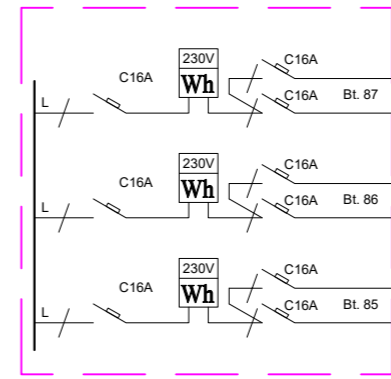 230V C16A
C16A Wh C16A Bt. 87
L
230V C16A
C16A Wh C16A Bt. 86
L
230V C16A
C16A Wh C16A Bt. 85
L